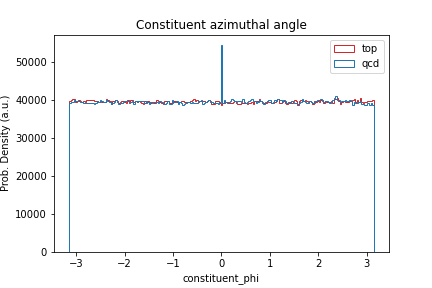 Constituent azimuthal angle
top
qcd
Prob. Density (a.u.)
50000
40000
30000
20000
10000
0
−3
−2
−1
0
1
2
3
constituent_phi